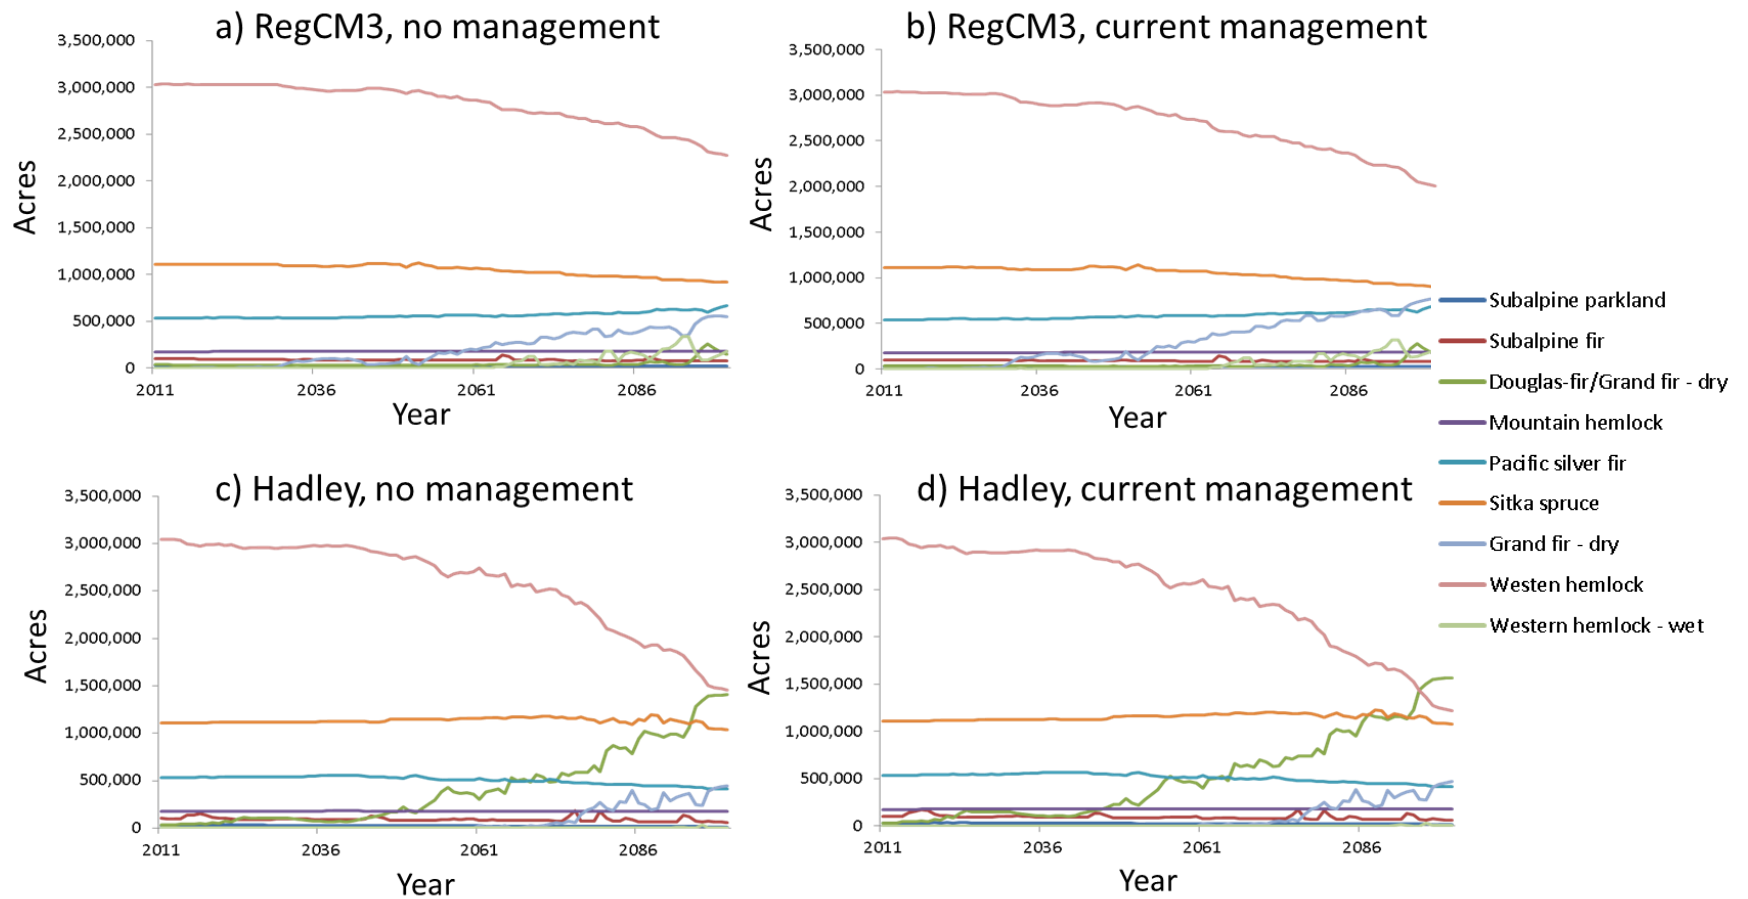 a) RegCM3, no management
3,500,000
3,000,000
2,500,000
2,000,000
1,500,000
1,000,000
500,000
0
Acres
2011 2036 2061 2086
Year
b) RegCM3, current management
3,500,000
3,000,000
2,500,000
2,000,000
1,500,000
1,000,000
500,000
0
Acres
2011 2036 2061 2086
Year
c) Hadley, no management
3,500,000
3,000,000
2,500,000
2,000,000
1,500,000
1,000,000
500,000
0
Acres
2011 2036 2061 2086
Year
d) Hadley, current management
3,500,000
3,000,000
2,500,000
2,000,000
1,500,000
1,000,000
500,000
0
Acres
2011 2036 2061 2086
Year
Subalpine parkland
Subalpine fir
Douglas-fir/Grand fir - dry
Mountain hemlock
Pacific silver fir
Sitka spruce
Grand fir - dry
Westen hemlock
Western hemlock - wet